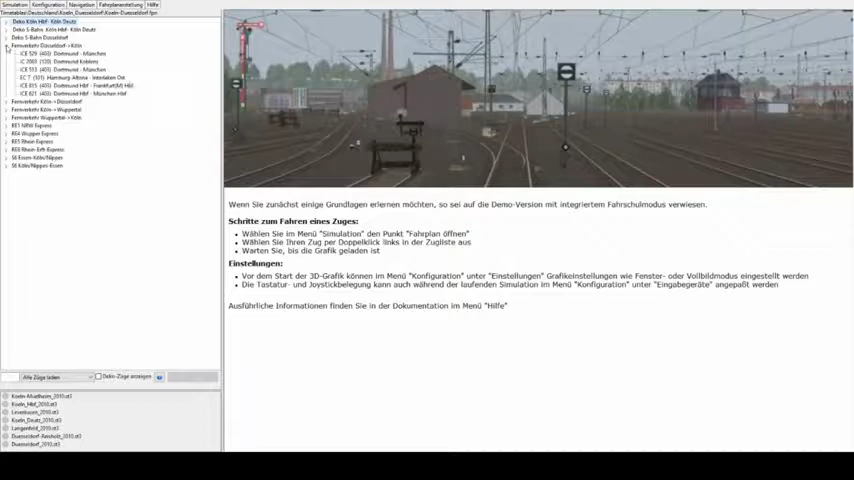 Simulation Konfiguration Navigation Fahrplanerstellung Hilfe
Timetables\Deutschland\Koeln_Duesseldorf\Koeln-Duesseldorf.fpn
Deko Köln Hbf- Köln Deutz
Deko S-Bahn Köln Hbf- Köln Deutz
Deko S-Bahn Düsseldorf
Fernverkehr Düsseldorf->Köln
ICE 529 (403) Dortmund - München
IC 2003 (120) Dortmund Koblenz
ICE 513 (403) Dortmund - München
EC 7 (101) Hamburg Altona - Interlaken Ost
ICE 815 (403) Dortmund Hbf - Frankfurt(M) Hbf
ICE 621 (403) Dortmund Hbf - München Hbf
Fernverkehr Köln->Düsseldorf
Fernverkehr Köln->Wuppertal
Fernverkehr Wuppertal->Köln
RE1 NRW Express
RE4 Wupper Express
RE5 Rhein Express
RE8 Rhein-Erft-Express
S6 Essen-Köln/Nippes
S6 Köln/Nippes-Essen
Wenn Sie zunächst einige Grundlagen erlernen möchten, so sei auf die Demo-Version mit integriertem Fahrschulmodus verwiesen.
Schritte zum Fahren eines Zuges:
Wählen Sie im Menü "Simulation" den Punkt "Fahrplan öffnen"
Wählen Sie Ihren Zug per Doppelklick links in der Zugliste aus
Warten Sie, bis die Grafik geladen ist
Einstellungen:
Vor dem Start der 3D-Grafik können im Menü "Konfiguration" unter "Einstellungen" Grafikeinstellungen wie Fenster- oder Vollbildmodus eingestellt werden
Die Tastatur- und Joystickbelegung kann auch während der laufenden Simulation im Menü "Konfiguration" unter "Eingabegeräte" angepaßt werden
Ausführliche Informationen finden Sie in der Dokumentation im Menü "Hilfe"
Alle Züge laden Deko-Züge anzeigen
Koeln-Muelheim_2010.st3
Koeln_Hbf_2010.st3
Leverkusen_2010.st3
Koeln_Deutz_2010.st3
Langenfeld_2010.st3
Duesseldorf-Reisholz_2010.st3
Duesseldorf_2010.st3